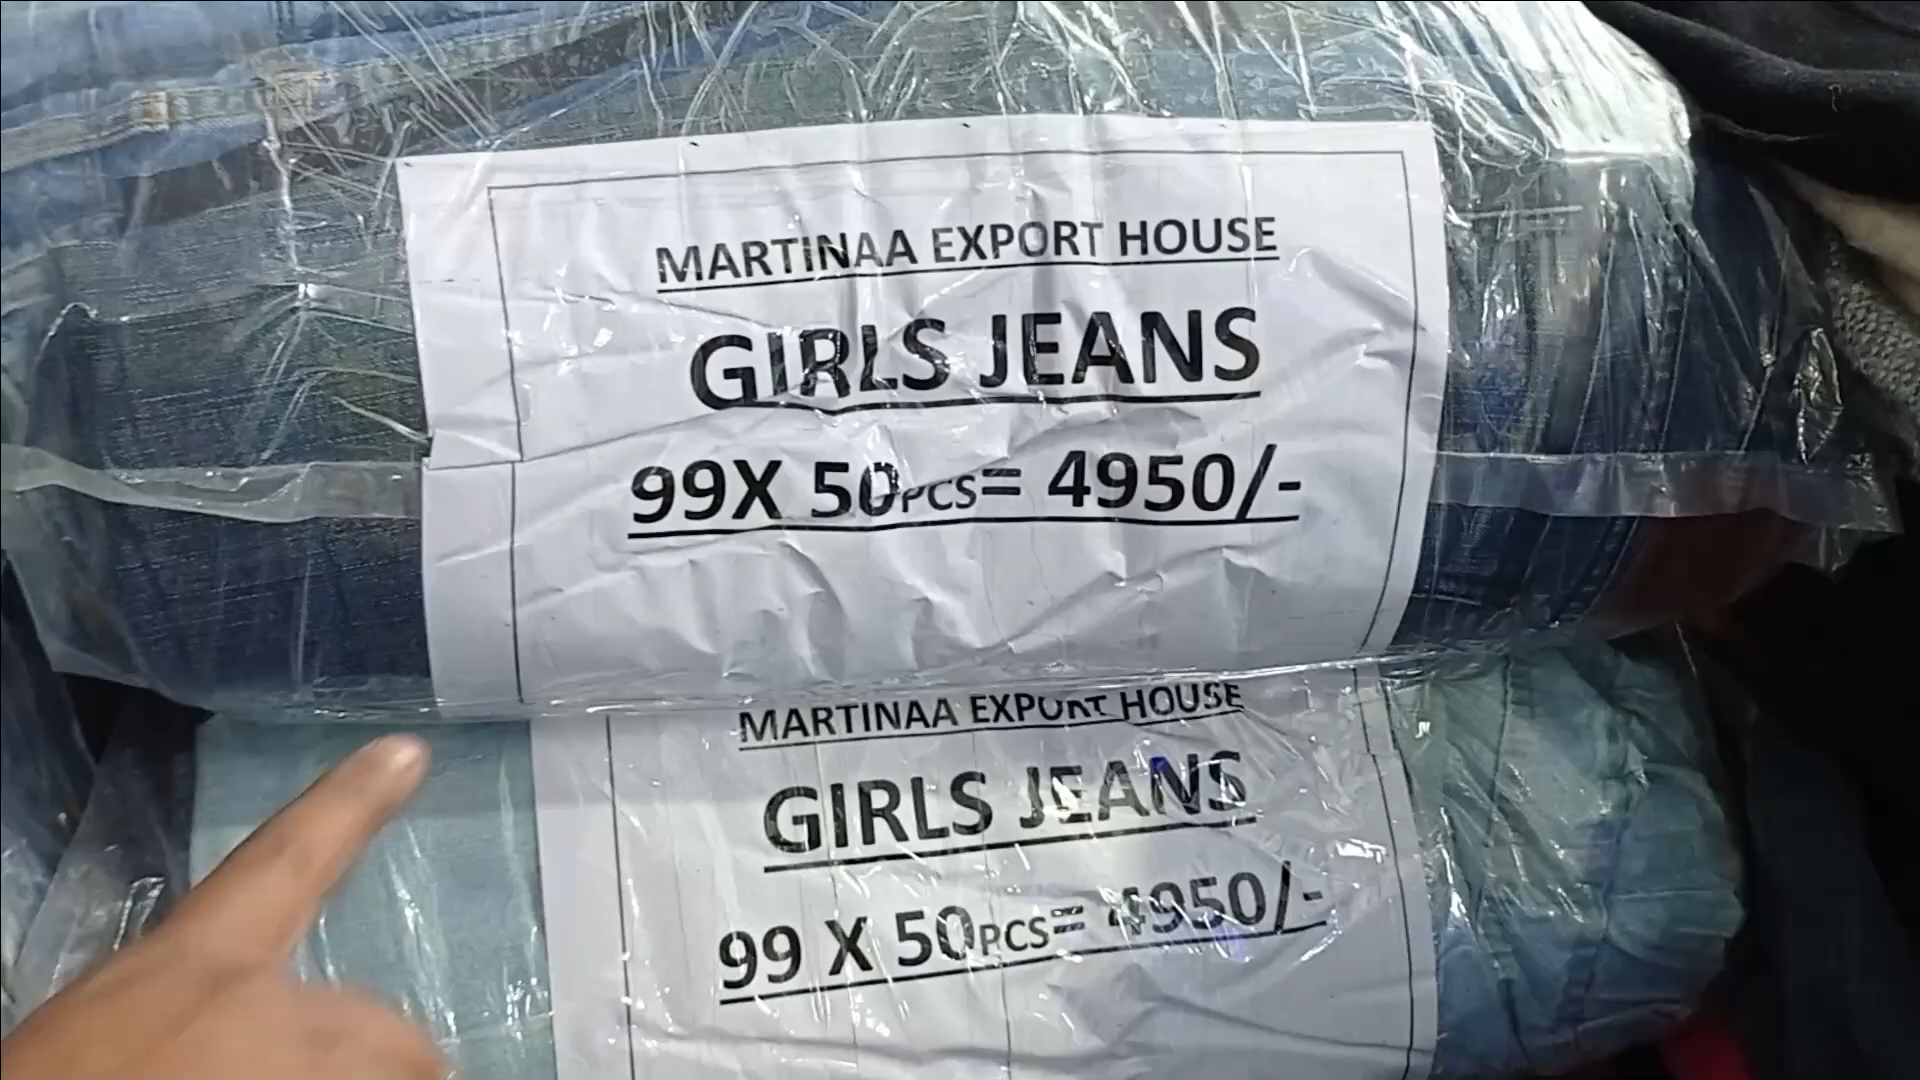 MARTINAA EXPORT HOUSE
GIRLS JEANS
99X 50PCS= 4950/-
MARTINAA EXPORT HOUSE
GIRLS JEANS
99 X 50PCS= 4950/-